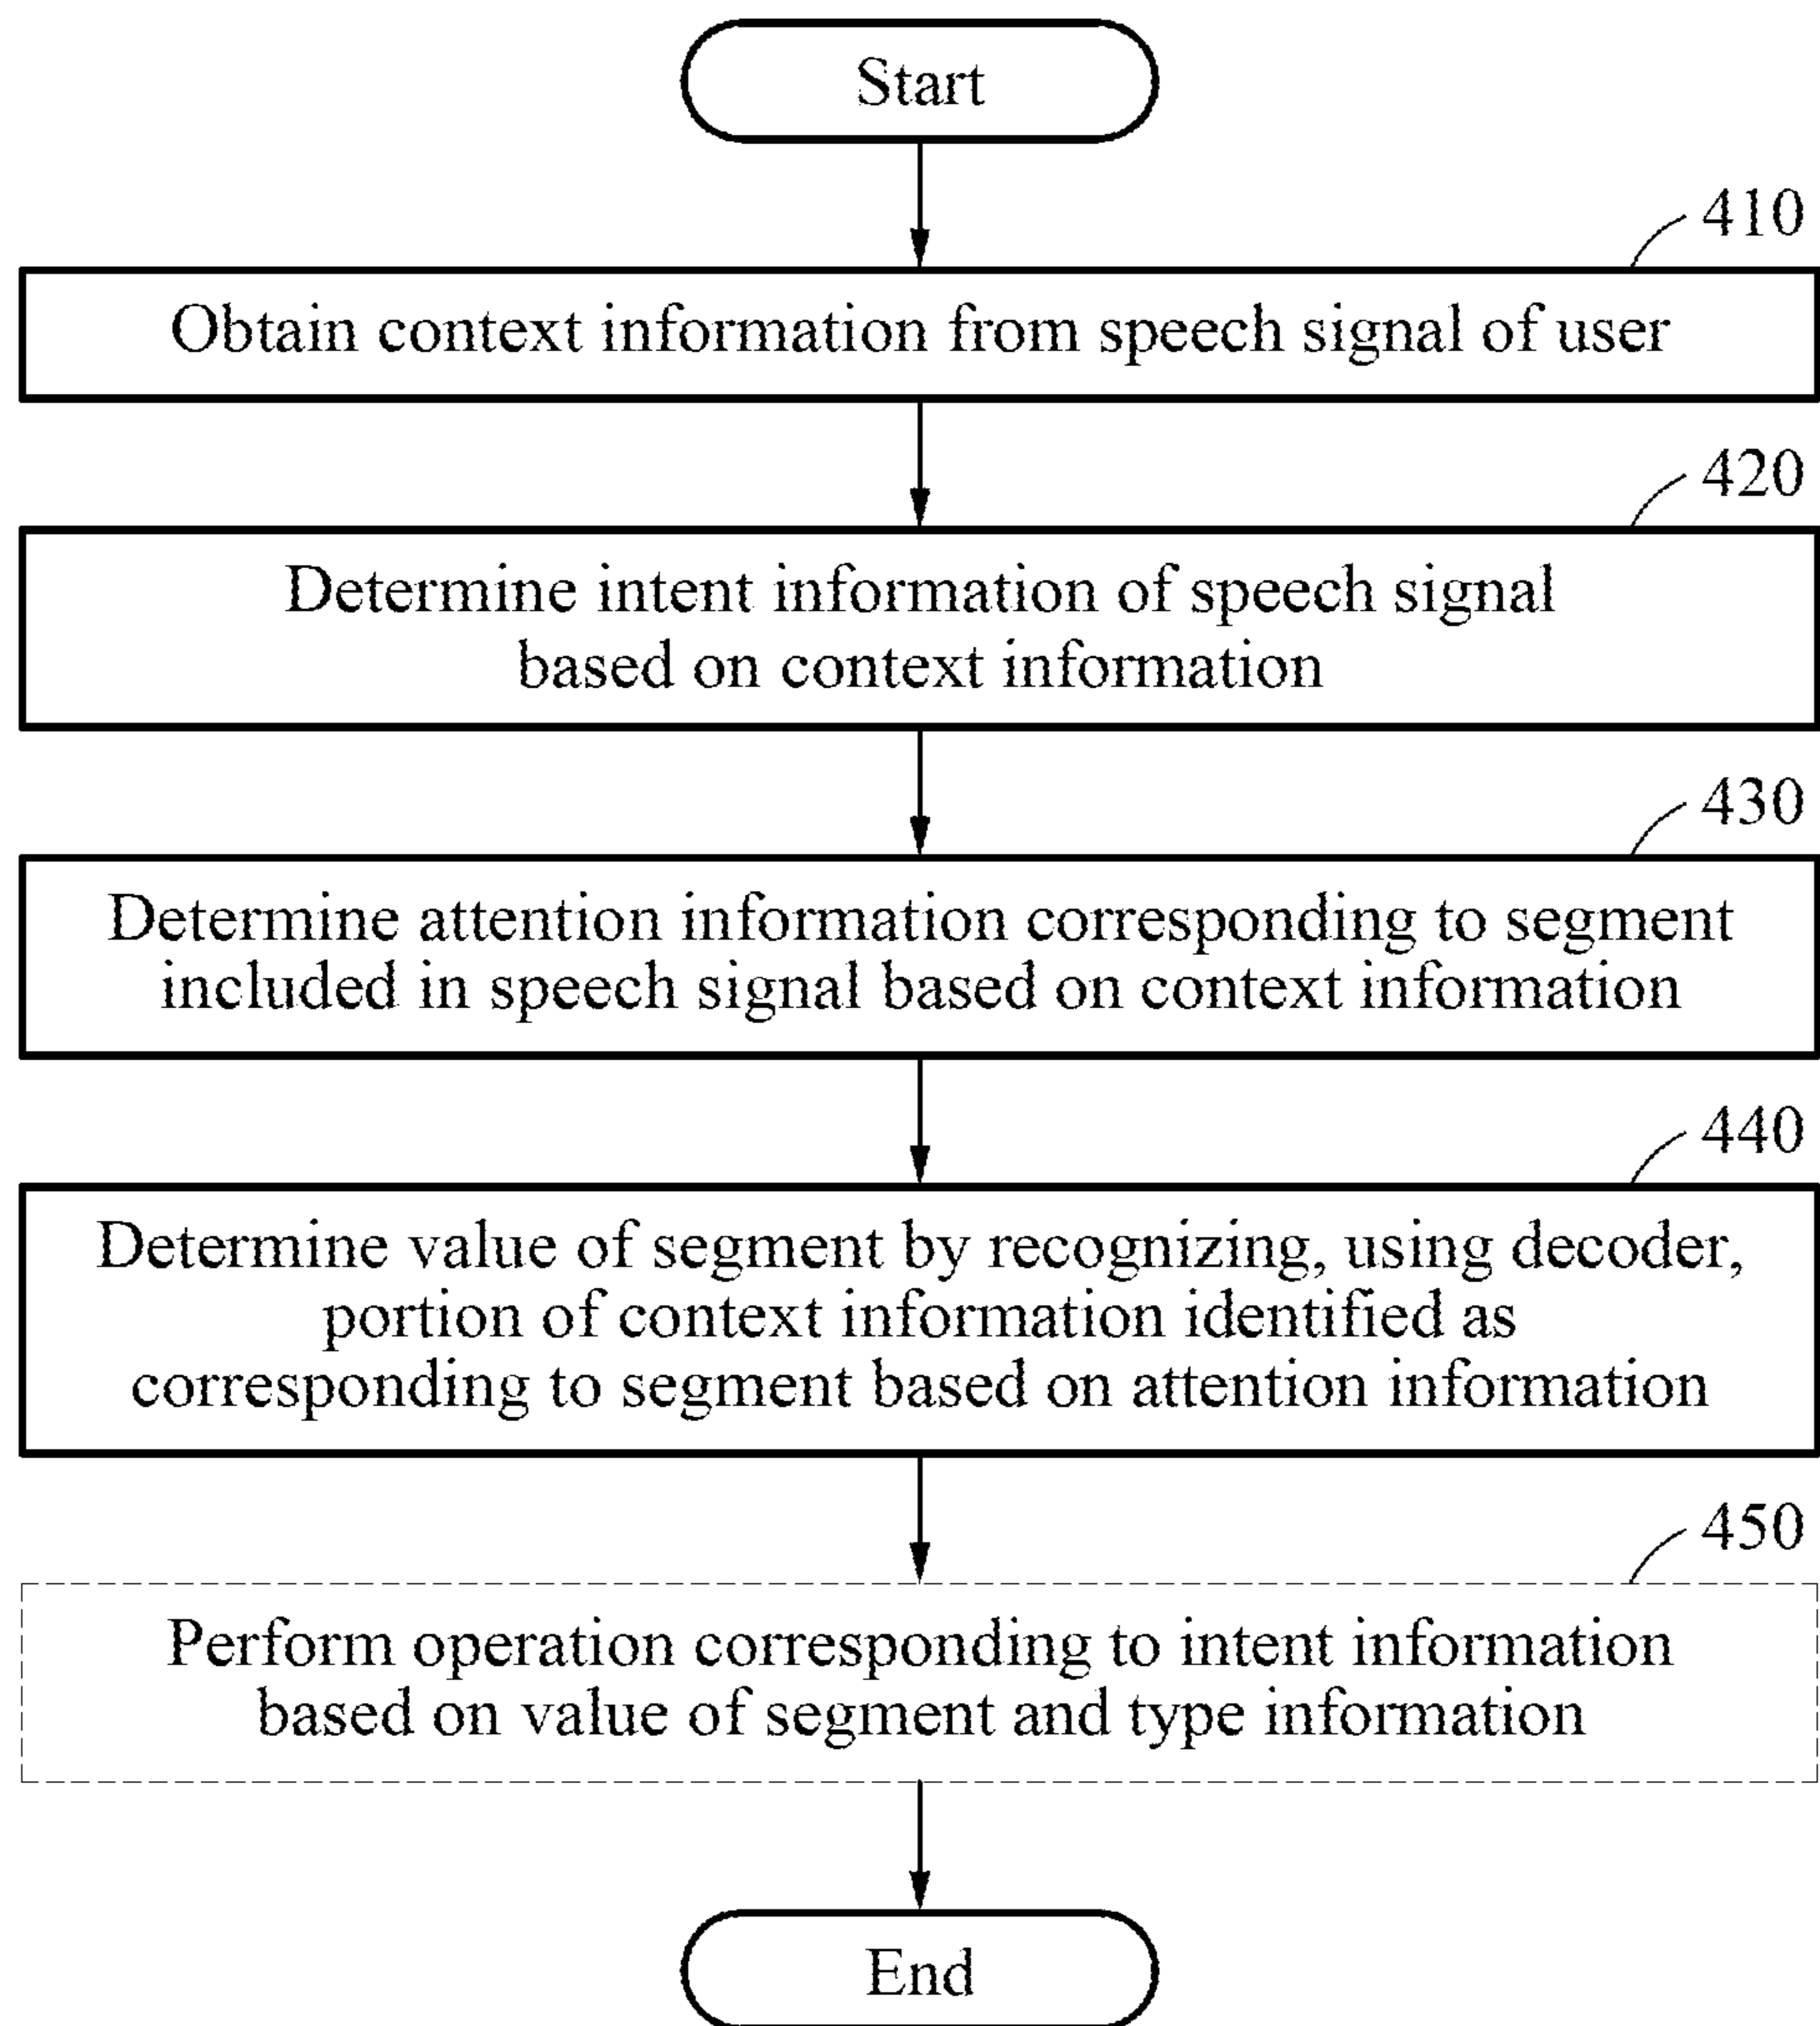 Start
410
Obtain context information from speech signal of user
420
Determine intent information of speech signal
based on context information
430
Determine attention information corresponding to segment
included in speech signal based on context information
440
Determine value of segment by recognizing, using decoder,
portion of context information identified as
corresponding to segment based on attention information
450
Perform operation corresponding to intent information
based on value of segment and type information
End